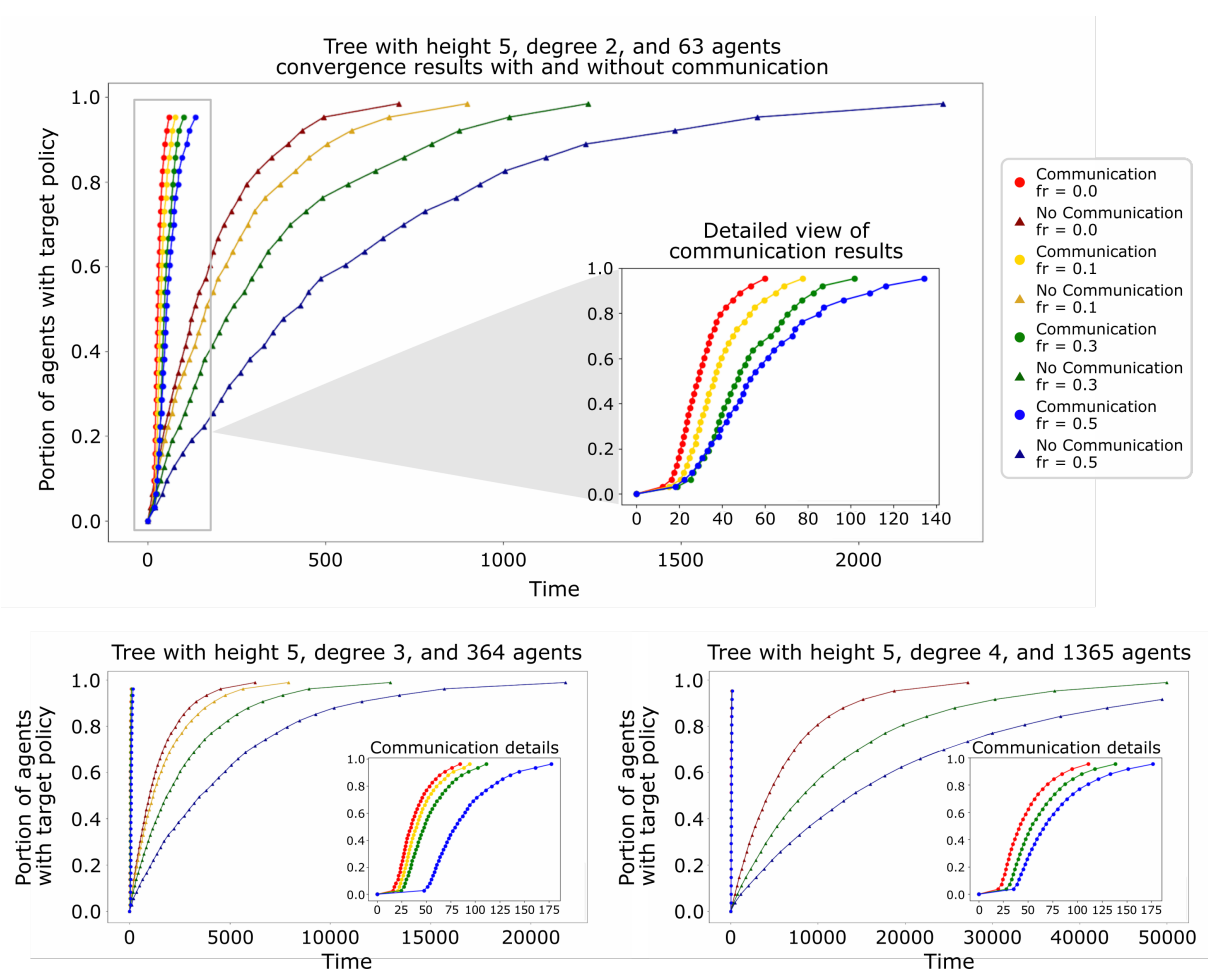 Tree with height 5, degree 2, and 63 agents
convergence results with and without communication
Portion of agents with target policy
1.0
0.8
0.6
0.4
0.2
0.0
0
500
1000
1500
2000
Time
Detailed view of
communication results
1.0
0.8
0.6
0.4
0.2
0.0
0
20
40
60
80
100
120
140
Communication
fr = 0.0
No Communication
fr = 0.0
Communication
fr = 0.1
No Communication
fr = 0.1
Communication
fr = 0.3
No Communication
fr = 0.3
Communication
fr = 0.5
No Communication
fr = 0.5
Tree with height 5, degree 3, and 364 agents
Portion of agents
with target policy
1.0
0.8
0.6
0.4
0.2
0.0
0
5000
10000
15000
20000
Time
Communication details
1.0
0.8
0.6
0.4
0.2
0.0
0
25
50
75
100
125
150
175
Tree with height 5, degree 4, and 1365 agents
Portion of agents
with target policy
1.0
0.8
0.6
0.4
0.2
0.0
0
10000
20000
30000
40000
50000
Time
Communication details
1.0
0.8
0.6
0.4
0.2
0.0
0
25
50
75
100
125
150
175